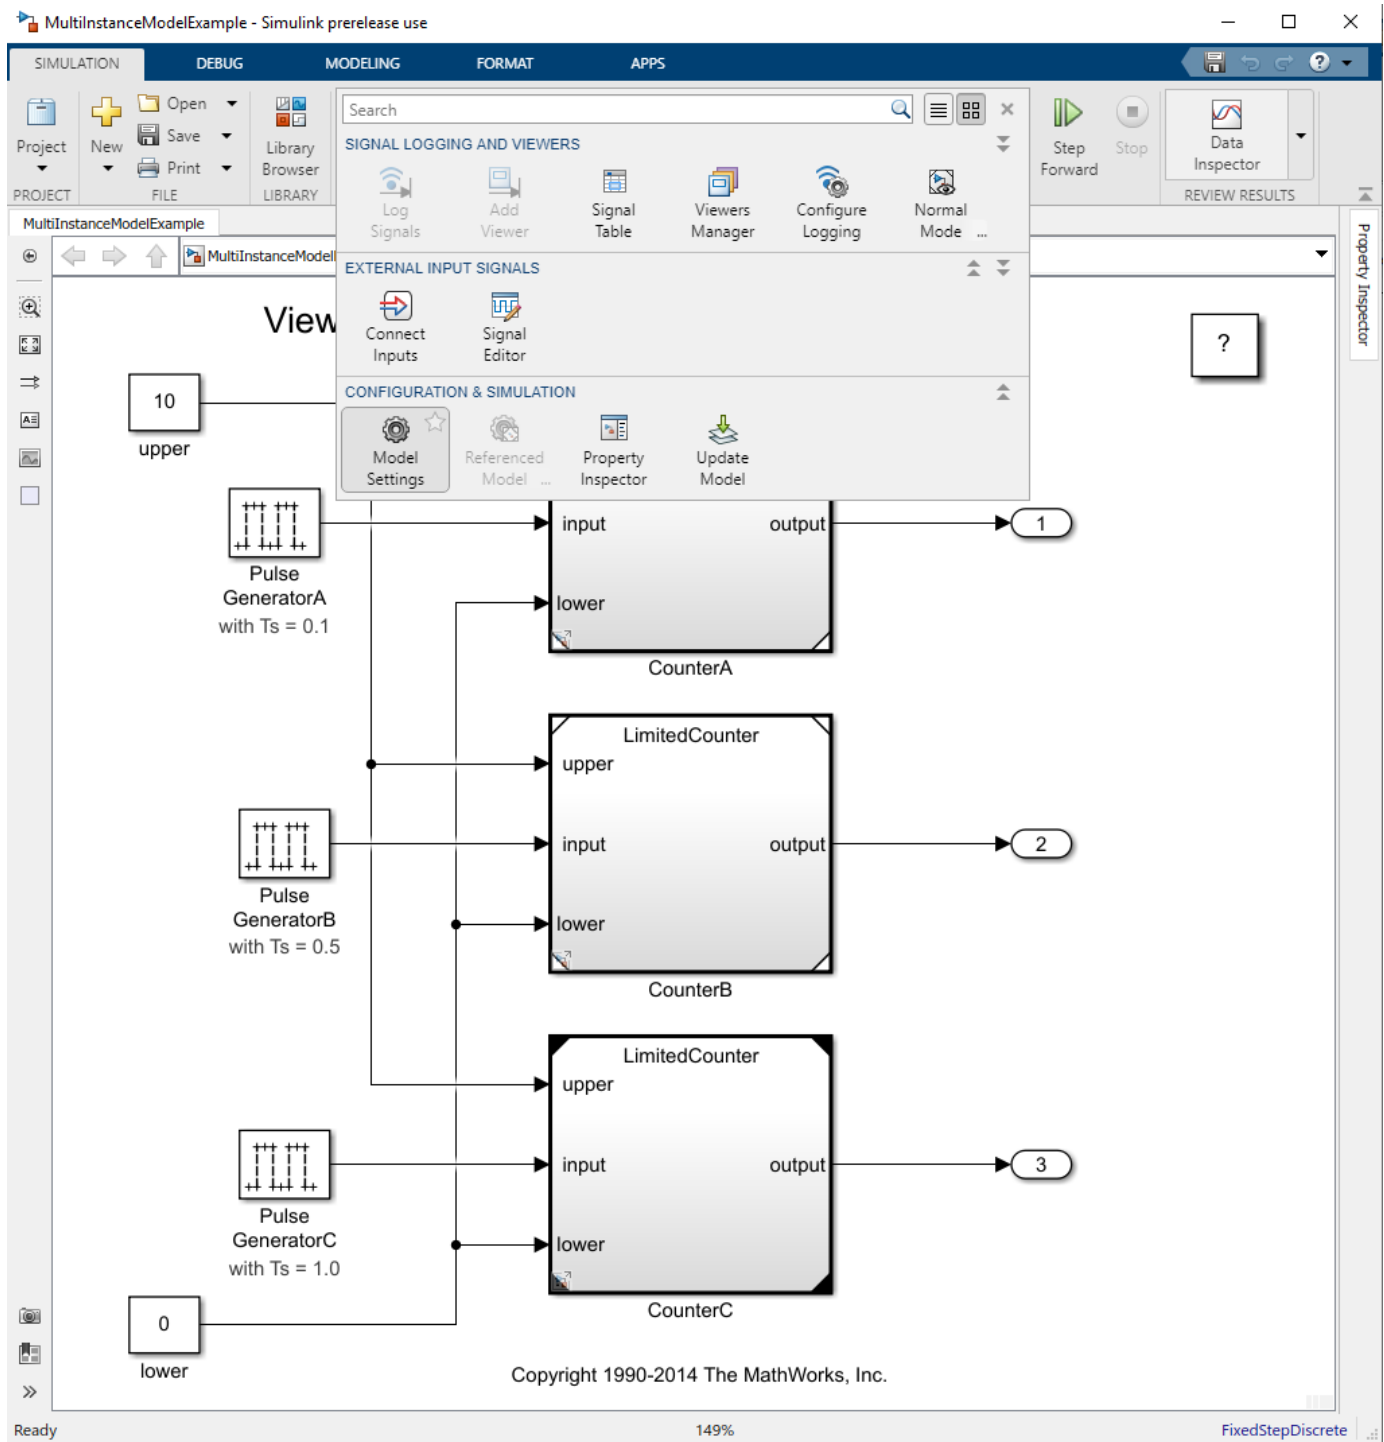 MultiInstanceModelExample - Simulink prerelease use
SIMULATION DEBUG MODELING FORMAT APPS
Project
PROJECT
New
Open
Save
Print
FILE
Library
Browser
LIBRARY
Search
SIGNAL LOGGING AND VIEWERS
Log
Signals
Add
Viewer
Signal
Table
Viewers
Manager
Configure
Logging
Normal
Mode ...
EXTERNAL INPUT SIGNALS
Connect
Inputs
Signal
Editor
CONFIGURATION & SIMULATION
Model
Settings
Referenced
Model ...
Property
Inspector
Update
Model
Step
Forward
Stop
Data
Inspector
REVIEW RESULTS
MultiInstanceModelExample
MultiInstanceModel
Property Inspector
View
?
10
upper
Pulse
GeneratorA
with Ts = 0.1
input
output
lower
CounterA
1
LimitedCounter
upper
Pulse
GeneratorB
with Ts = 0.5
input
output
lower
CounterB
2
LimitedCounter
upper
Pulse
GeneratorC
with Ts = 1.0
input
output
lower
CounterC
3
0
lower
Copyright 1990-2014 The MathWorks, Inc.
Ready 149% FixedStepDiscrete